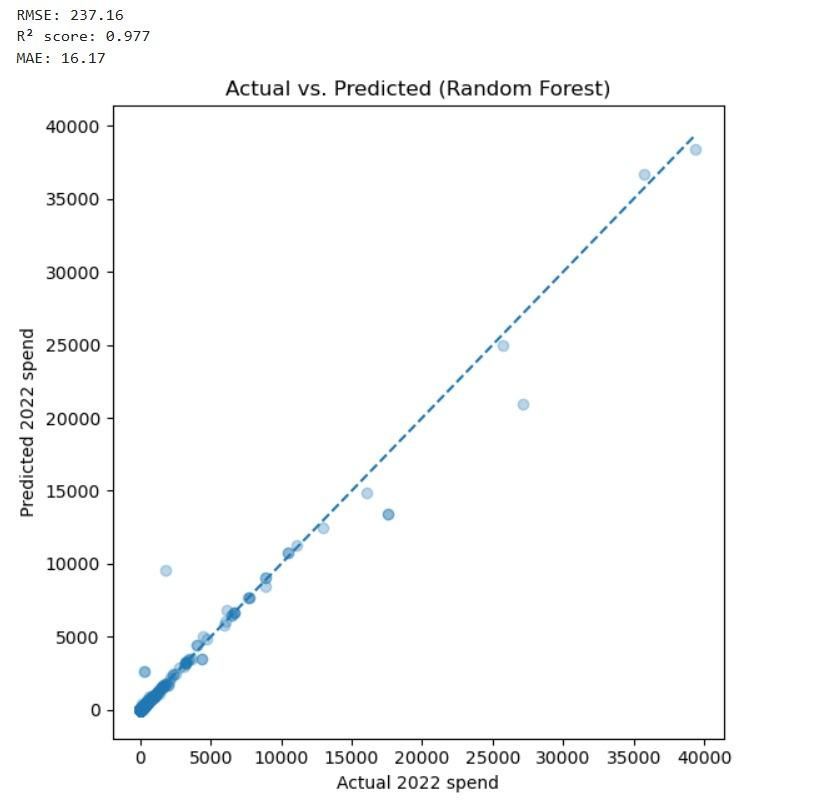 RMSE: 237.16
R² score: 0.977
MAE: 16.17
Actual vs. Predicted (Random Forest)
40000
35000
30000
25000
20000
15000
10000
5000
0
Predicted 2022 spend
0 5000 10000 15000 20000 25000 30000 35000 40000
Actual 2022 spend